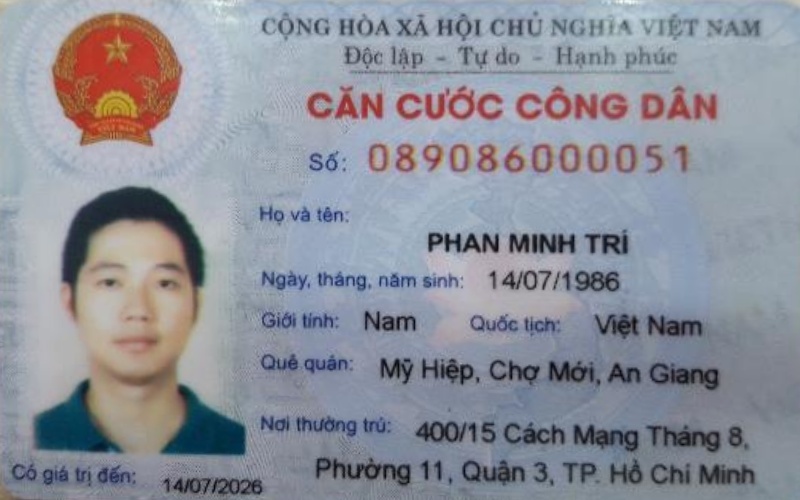 CỘNG HÒA XÃ HỘI CHỦ NGHĨA VIỆT NAM
Độc lập - Tự do - Hạnh phúc
CĂN CƯỚC CÔNG DÂN
Số: 089086000051
Họ và tên:
PHAN MINH TRÍ
Ngày, tháng, năm sinh: 14/07/1986
Giới tính: Nam Quốc tịch: Việt Nam
Quê quán: Mỹ Hiệp, Chợ Mới, An Giang
Nơi thường trú: 400/15 Cách Mạng Tháng 8,
Phường 11, Quận 3, TP. Hồ Chí Minh
Có giá trị đến: 14/07/2026
VIỆT NAM